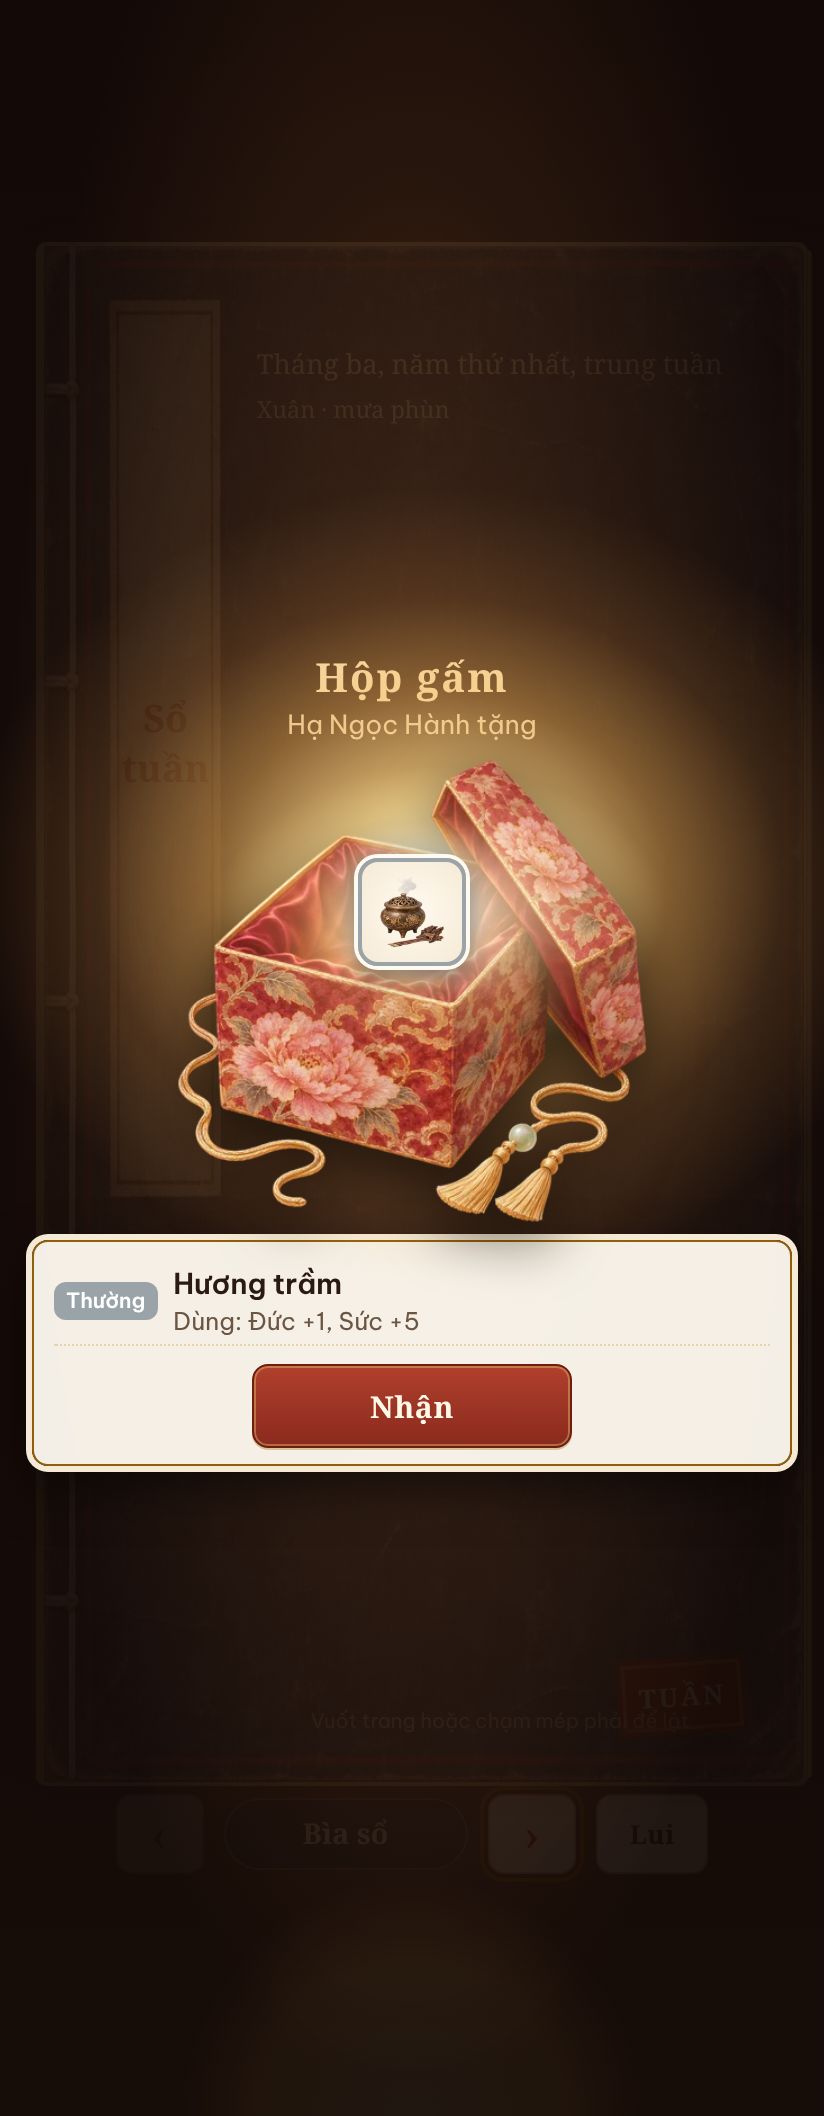 Tháng ba, năm thứ nhất, trung tuần
Xuân · mưa phùn
Hộp gấm
Hạ Ngọc Hành tặng
Sổ
tuần
Thường
Hương trầm
Dùng: Đức +1, Sức +5
Nhận
TUẦN
Vuốt trang hoặc chạm mép phải để lật
‹
Bìa sổ
›
Lui